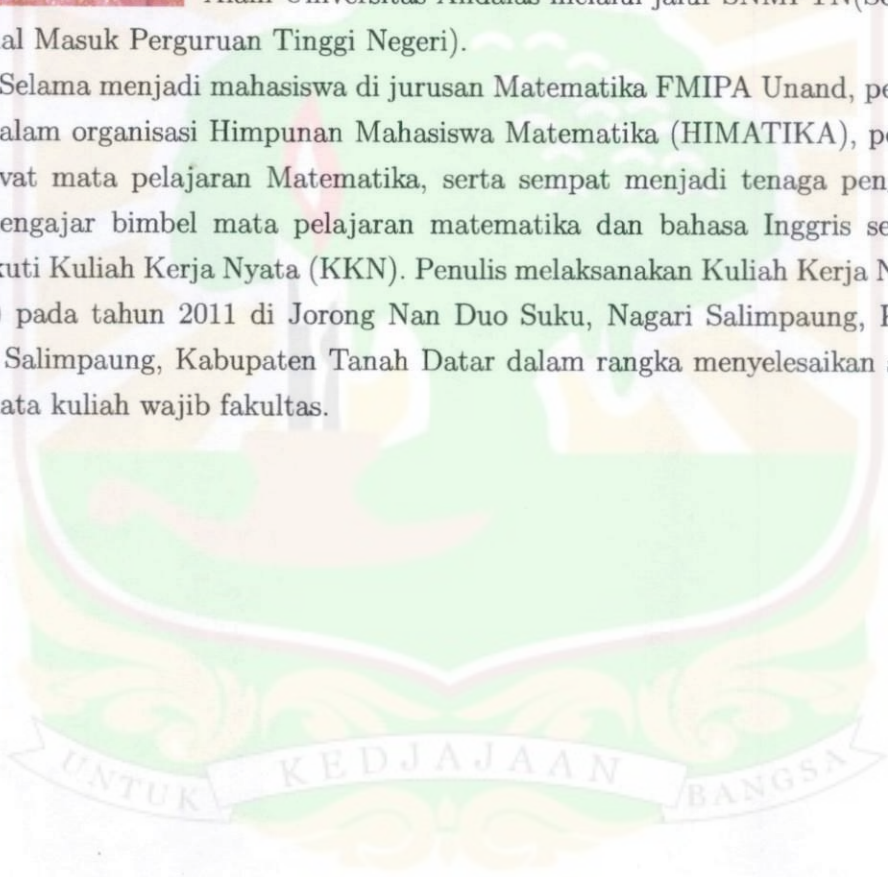 Alam Universitas Andalas melalui jalur SNMPTN(Se
al Masuk Perguruan Tinggi Negeri).
Selama menjadi mahasiswa di jurusan Matematika FMIPA Unand, pe
alam organisasi Himpunan Mahasiswa Matematika (HIMATIKA), pe
vat mata pelajaran Matematika, serta sempat menjadi tenaga pen
engajar bimbel mata pelajaran matematika dan bahasa Inggris se
uti Kuliah Kerja Nyata (KKN). Penulis melaksanakan Kuliah Kerja N
) pada tahun 2011 di Jorong Nan Duo Suku, Nagari Salimpaung,
Salimpaung, Kabupaten Tanah Datar dalam rangka menyelesaikan
ata kuliah wajib fakultas.
UNTUK KEDJAJAAN BANGSA